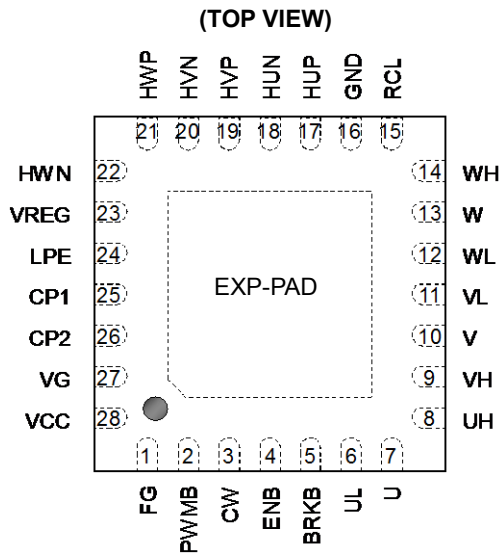 (TOP VIEW)
HWP HVN HVP HUN HUP GND RCL
21 20 19 18 17 16 15
HWN 22 14 WH
VREG 23 13 W
LPE 24 12 WL
CP1 25 EXP-PAD 11 VL
CP2 26 10 V
VG 27 9 VH
VCC 28 8 UH
1 2 3 4 5 6 7
FG PWMB CW ENB BRKB UL U